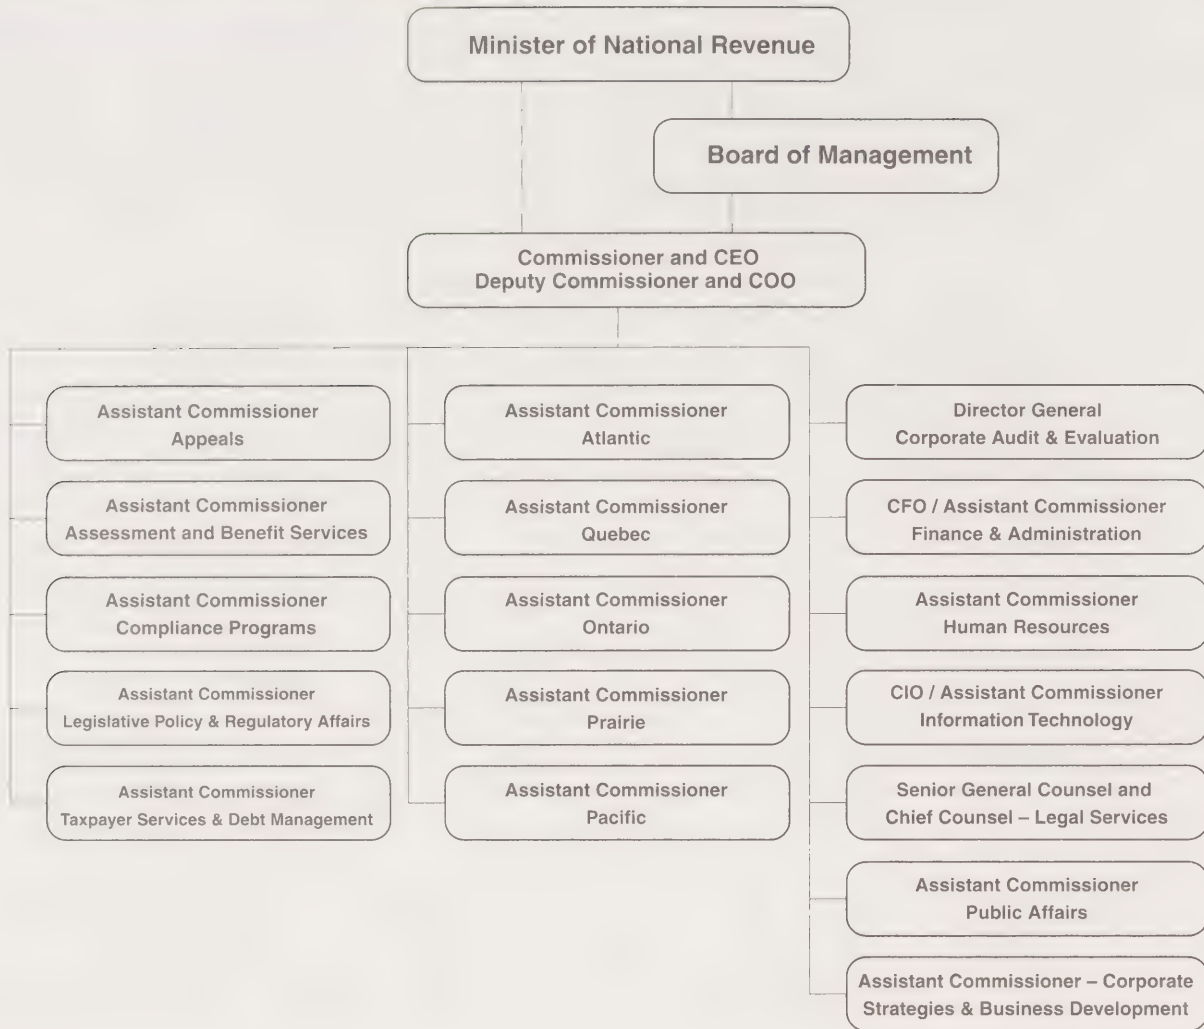 Minister of National Revenue
Board of Management
Commissioner and CEO
Deputy Commissioner and COO
Assistant Commissioner
Appeals
Assistant Commissioner
Assessment and Benefit Services
Assistant Commissioner
Compliance Programs
Assistant Commissioner
Legislative Policy & Regulatory Affairs
Assistant Commissioner
Taxpayer Services & Debt Management
Assistant Commissioner
Atlantic
Assistant Commissioner
Quebec
Assistant Commissioner
Ontario
Assistant Commissioner
Prairie
Assistant Commissioner
Pacific
Director General
Corporate Audit & Evaluation
CFO / Assistant Commissioner
Finance & Administration
Assistant Commissioner
Human Resources
CIO / Assistant Commissioner
Information Technology
Senior General Counsel and
Chief Counsel – Legal Services
Assistant Commissioner
Public Affairs
Assistant Commissioner – Corporate
Strategies & Business Development